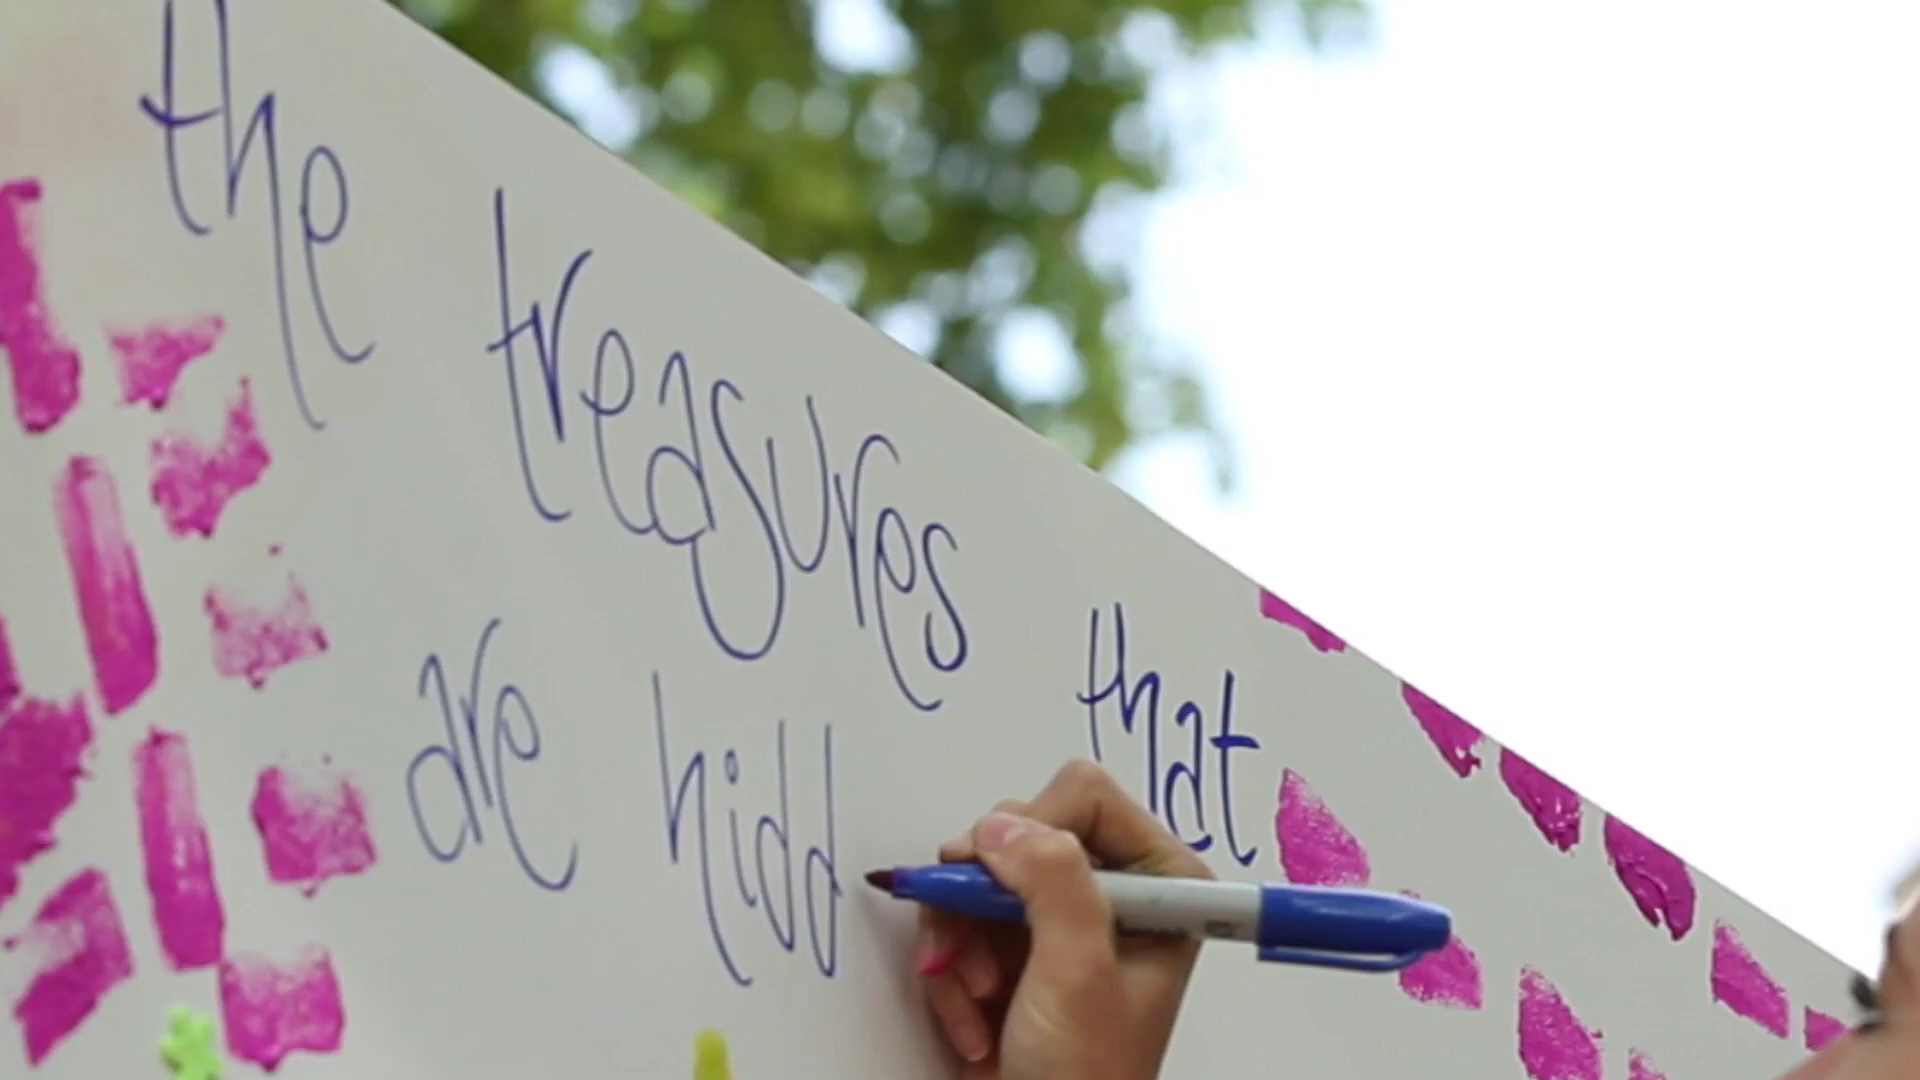 the treasures that
are hidd